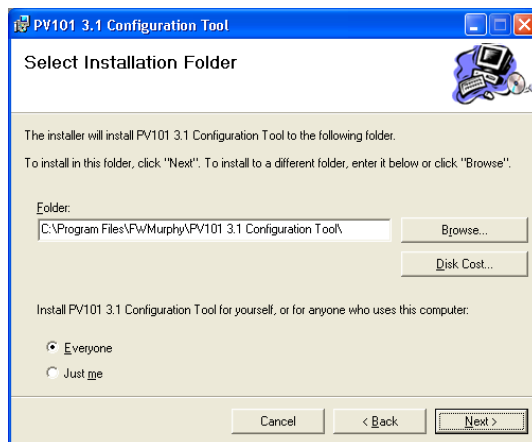 PV101 3.1 Configuration Tool
Select Installation Folder
The installer will install PV101 3.1 Configuration Tool to the following folder.
To install in this folder, click "Next". To install to a different folder, enter it below or click "Browse".
Folder:
C:\Program Files\FWMurphy\PV101 3.1 Configuration Tool\
Browse...
Disk Cost...
Install PV101 3.1 Configuration Tool for yourself, or for anyone who uses this computer:
Everyone
Just me
Cancel
< Back
Next >